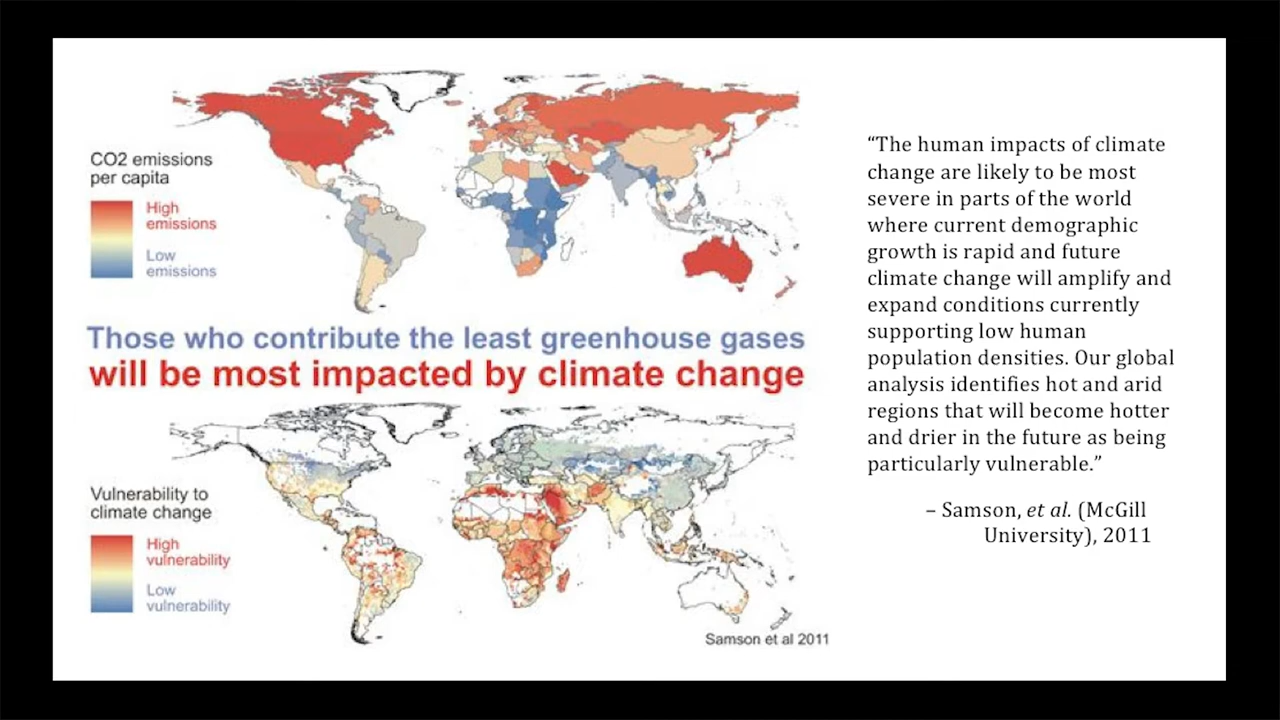 CO2 emissions
per capita
High
emissions
Low
emissions
Those who contribute the least greenhouse gases
will be most impacted by climate change
Vulnerability to
climate change
High
vulnerability
Low
vulnerability
Samson et al 2011
“The human impacts of climate
change are likely to be most
severe in parts of the world
where current demographic
growth is rapid and future
climate change will amplify and
expand conditions currently
supporting low human
population densities. Our global
analysis identifies hot and arid
regions that will become hotter
and drier in the future as being
particularly vulnerable.”
– Samson, et al. (McGill
University), 2011